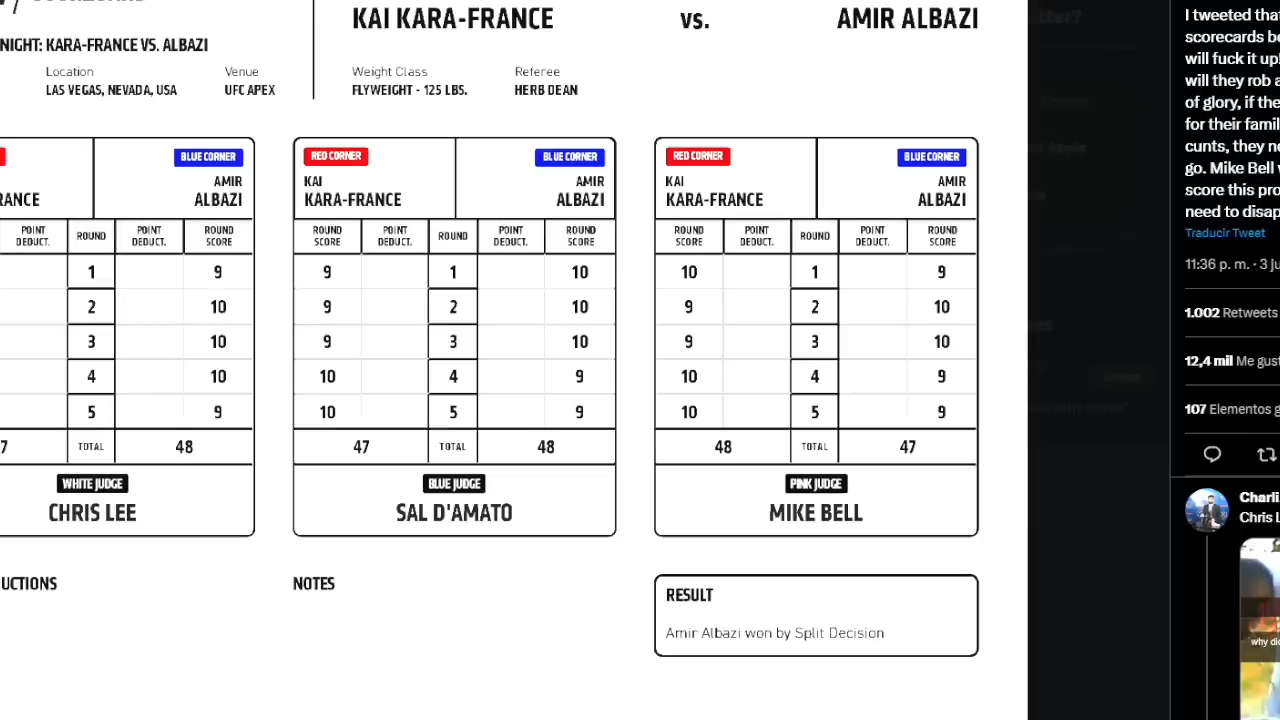 KAI KARA-FRANCE vs. AMIR ALBAZI
NIGHT: KARA-FRANCE VS. ALBAZI
Location Venue
LAS VEGAS, NEVADA, USA UFC APEX
Weight Class Referee
FLYWEIGHT - 125 LBS. HERB DEAN
BLUE CORNER
AMIR
RANCE ALBAZI
POINT DEDUCT. ROUND POINT DEDUCT. ROUND SCORE
1 9
2 10
3 10
4 10
5 9
7 TOTAL 48
WHITE JUDGE
CHRIS LEE
RED CORNER BLUE CORNER
KAI AMIR
KARA-FRANCE ALBAZI
ROUND SCORE POINT DEDUCT. ROUND POINT DEDUCT. ROUND SCORE
9 1 10
9 2 10
9 3 10
10 4 9
10 5 9
47 TOTAL 48
BLUE JUDGE
SAL D'AMATO
RED CORNER BLUE CORNER
KAI AMIR
KARA-FRANCE ALBAZI
ROUND SCORE POINT DEDUCT. ROUND POINT DEDUCT. ROUND SCORE
10 1 9
9 2 10
9 3 10
10 4 9
10 5 9
48 TOTAL 47
PINK JUDGE
MIKE BELL
UCTIONS
NOTES
RESULT
Amir Albazi won by Split Decision
I tweeted tha
scorecards be
will fuck it up!
will they rob a
of glory, if the
for their famil
cunts, they ne
go. Mike Bell
score this pro
need to disap
Traducir Tweet
11:36 p. m. · 3 Ju
1.002 Retweets
12,4 mil Me gust
107 Elementos g
Charli
Chris L
why di